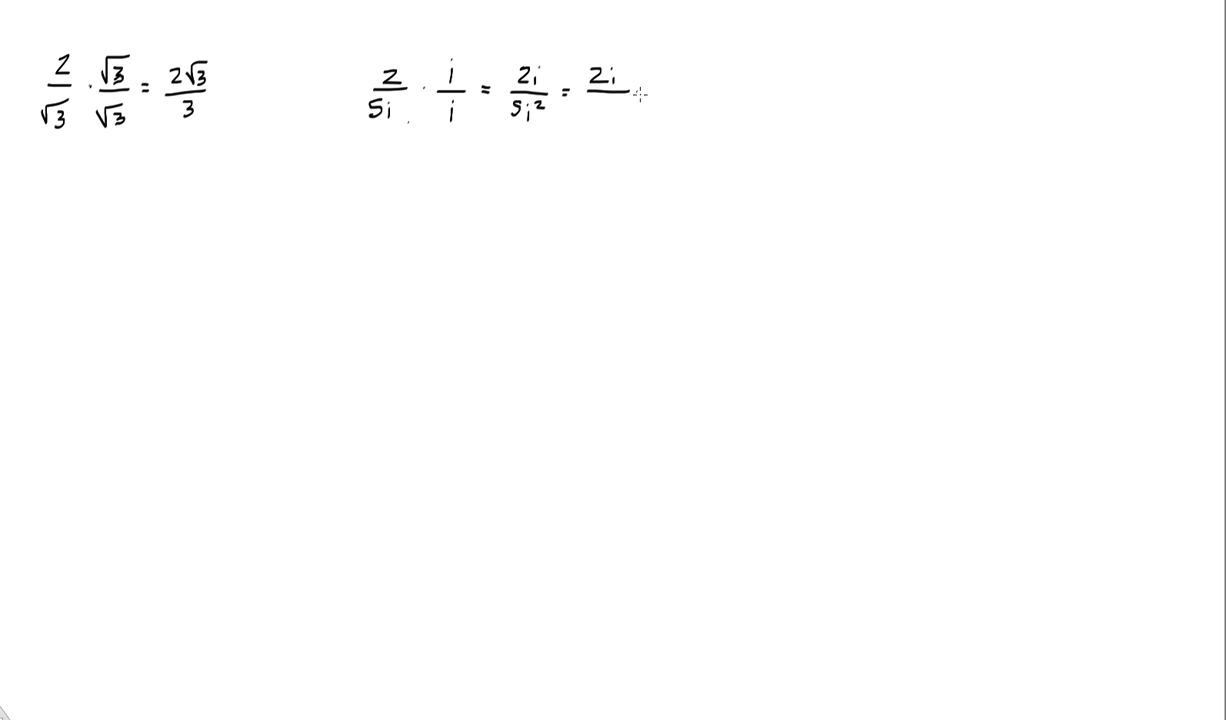 2/√3 · √3/√3 = 2√3/3
2/5i · i/i = 2i/5i² = 2i/